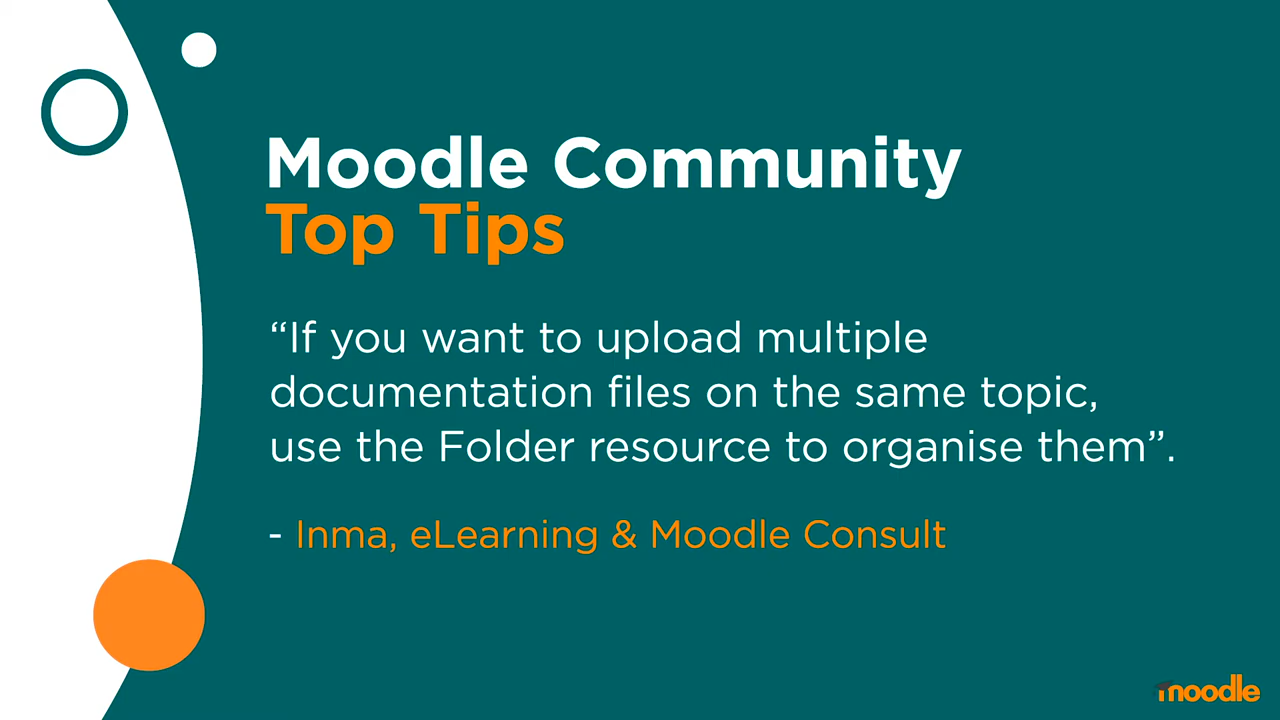 Moodle Community
Top Tips
“If you want to upload multiple
documentation files on the same topic,
use the Folder resource to organise them”.
- Inma, eLearning & Moodle Consult
moodle